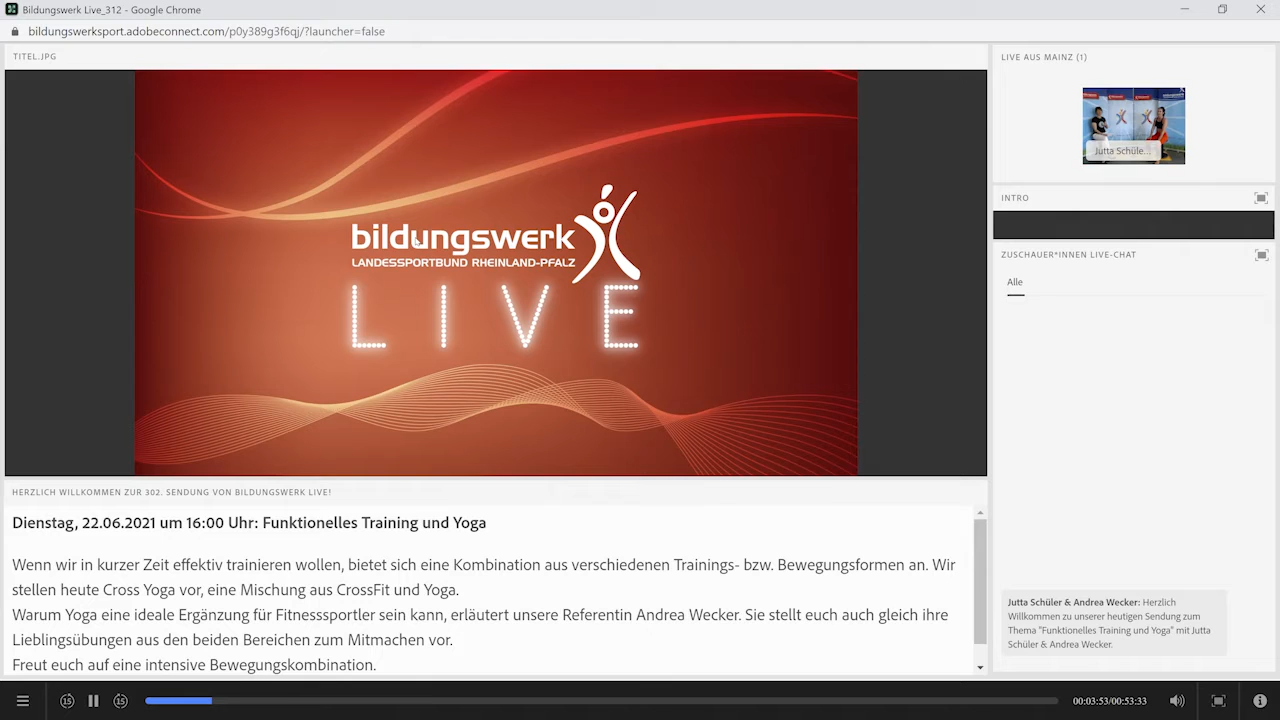 Bildungswerk Live_312 - Google Chrome
bildungswerksport.adobeconnect.com/p0y389g3f6qj/?launcher=false
TITEL.JPG
bildungswerk
LANDESSPORTBUND RHEINLAND-PFALZ
LIVE
HERZLICH WILLKOMMEN ZUR 302. SENDUNG VON BILDUNGSWERK LIVE!
Dienstag, 22.06.2021 um 16:00 Uhr: Funktionelles Training und Yoga
Wenn wir in kurzer Zeit effektiv trainieren wollen, bietet sich eine Kombination aus verschiedenen Trainings- bzw. Bewegungsformen an. Wir
stellen heute Cross Yoga vor, eine Mischung aus CrossFit und Yoga.
Warum Yoga eine ideale Ergänzung für Fitnesssportler sein kann, erläutert unsere Referentin Andrea Wecker. Sie stellt euch auch gleich ihre
Lieblingsübungen aus den beiden Bereichen zum Mitmachen vor.
Freut euch auf eine intensive Bewegungskombination.
LIVE AUS MAINZ (1)
Jutta Schüle...
INTRO
ZUSCHAUER*INNEN LIVE-CHAT
Alle
Jutta Schüler & Andrea Wecker: Herzlich
Willkommen zu unserer heutigen Sendung zum
Thema "Funktionelles Training und Yoga" mit Jutta
Schüler & Andrea Wecker.
15
15
00:03:53/00:53:33